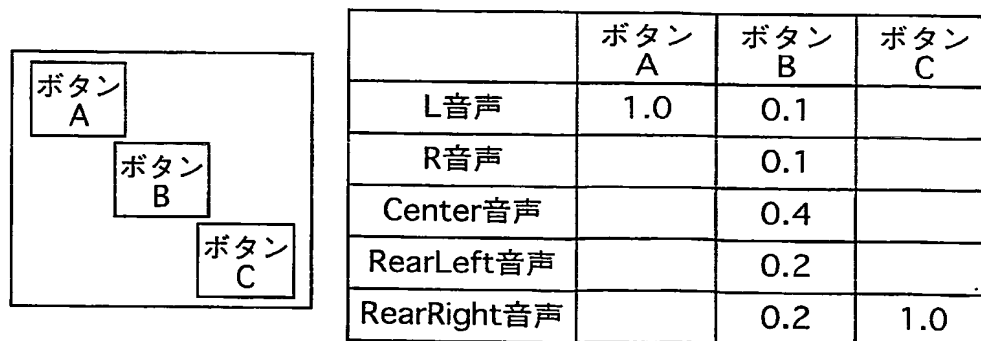 ボタン
A
ボタン
B
ボタン
C
ボタン
A
ボタン
B
ボタン
C
L音声 1.0 0.1
R音声 0.1
Center音声 0.4
RearLeft音声 0.2
RearRight音声 0.2 1.0